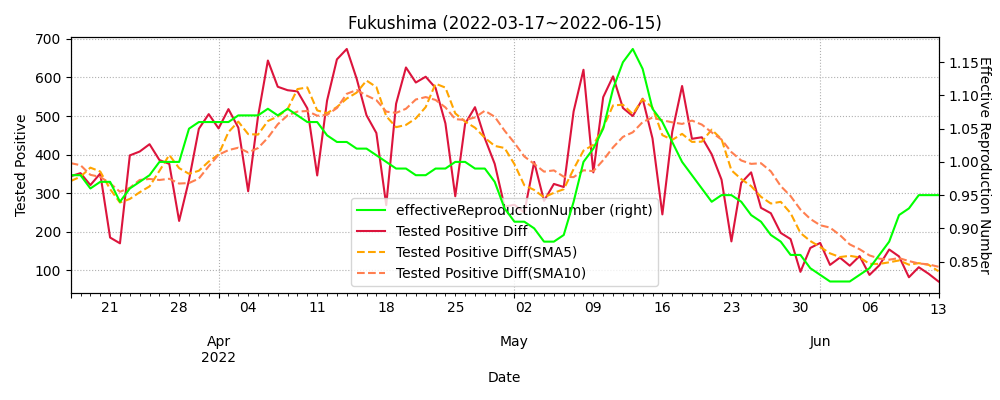 Fukushima (2022-03-17~2022-06-15)
Tested Positive
700
600
500
400
300
200
100
1.15
1.10
1.05
1.00
0.95
0.90
0.85
Effective Reproduction Number
effectiveReproductionNumber (right)
Tested Positive Diff
Tested Positive Diff(SMA5)
Tested Positive Diff(SMA10)
21 28 04 11 18 25 02 09 16 23 30 06 13
Apr May Jun
2022
Date